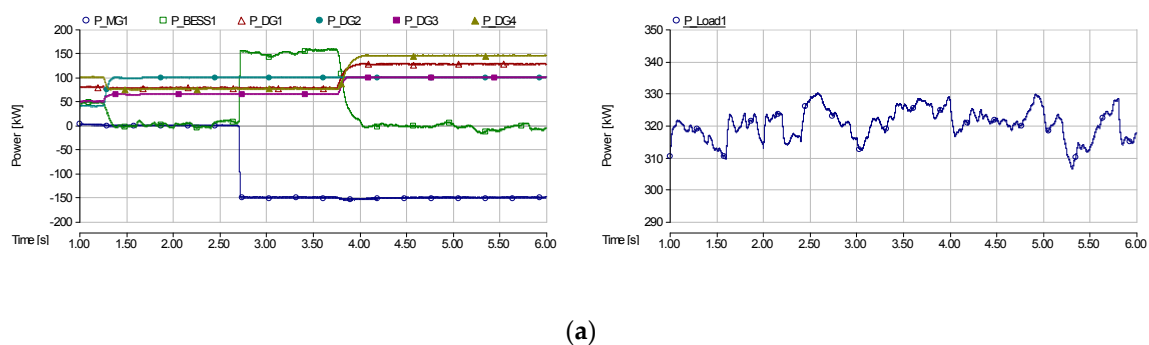 P_MG1 P_BESS1 P_DG1 P_DG2 P_DG3 P_DG4
Power [kW]
200
150
100
50
0
-50
-100
-150
-200
Time [s] 1.00 1.50 2.00 2.50 3.00 3.50 4.00 4.50 5.00 5.50 6.00
P_Load1
Power [kW]
350
340
330
320
310
300
290
Time [s] 1.00 1.50 2.00 2.50 3.00 3.50 4.00 4.50 5.00 5.50 6.00
(a)